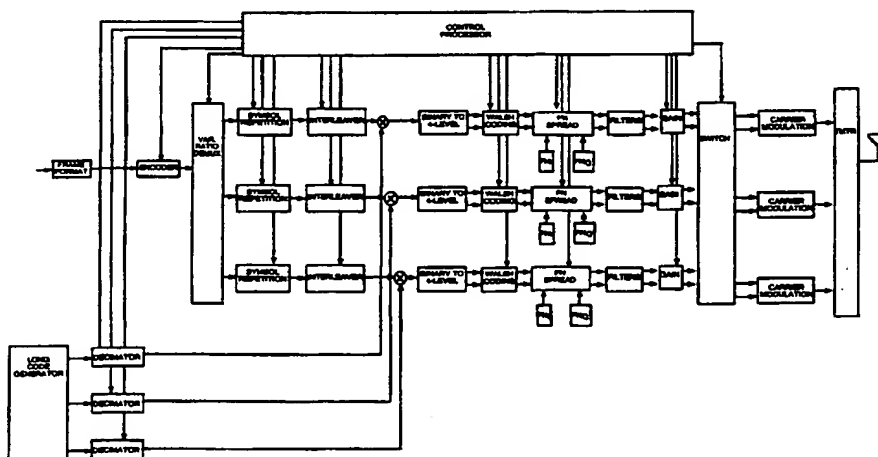 CONTROL
PROCESSOR
SYMBOL
REPETITION
INTERLEAVER
BINARY TO
4-LEVEL
WALSH
CODING
PN
SPREAD
FILTERS
GAIN
SWITCH
CARRIER
MODULATION
VAR.
RATIO
DEMUX
PN
FRAME
FORMAT
ENCODER
SYMBOL
REPETITION
INTERLEAVER
BINARY TO
4-LEVEL
WALSH
CODING
PN
SPREAD
FILTERS
GAIN
CARRIER
MODULATION
SYMBOL
REPETITION
INTERLEAVER
BINARY TO
4-LEVEL
WALSH
CODING
PN
SPREAD
FILTERS
GAIN
CARRIER
MODULATION
LONG
CODE
GENERATOR
DECIMATOR
DECIMATOR
DECIMATOR